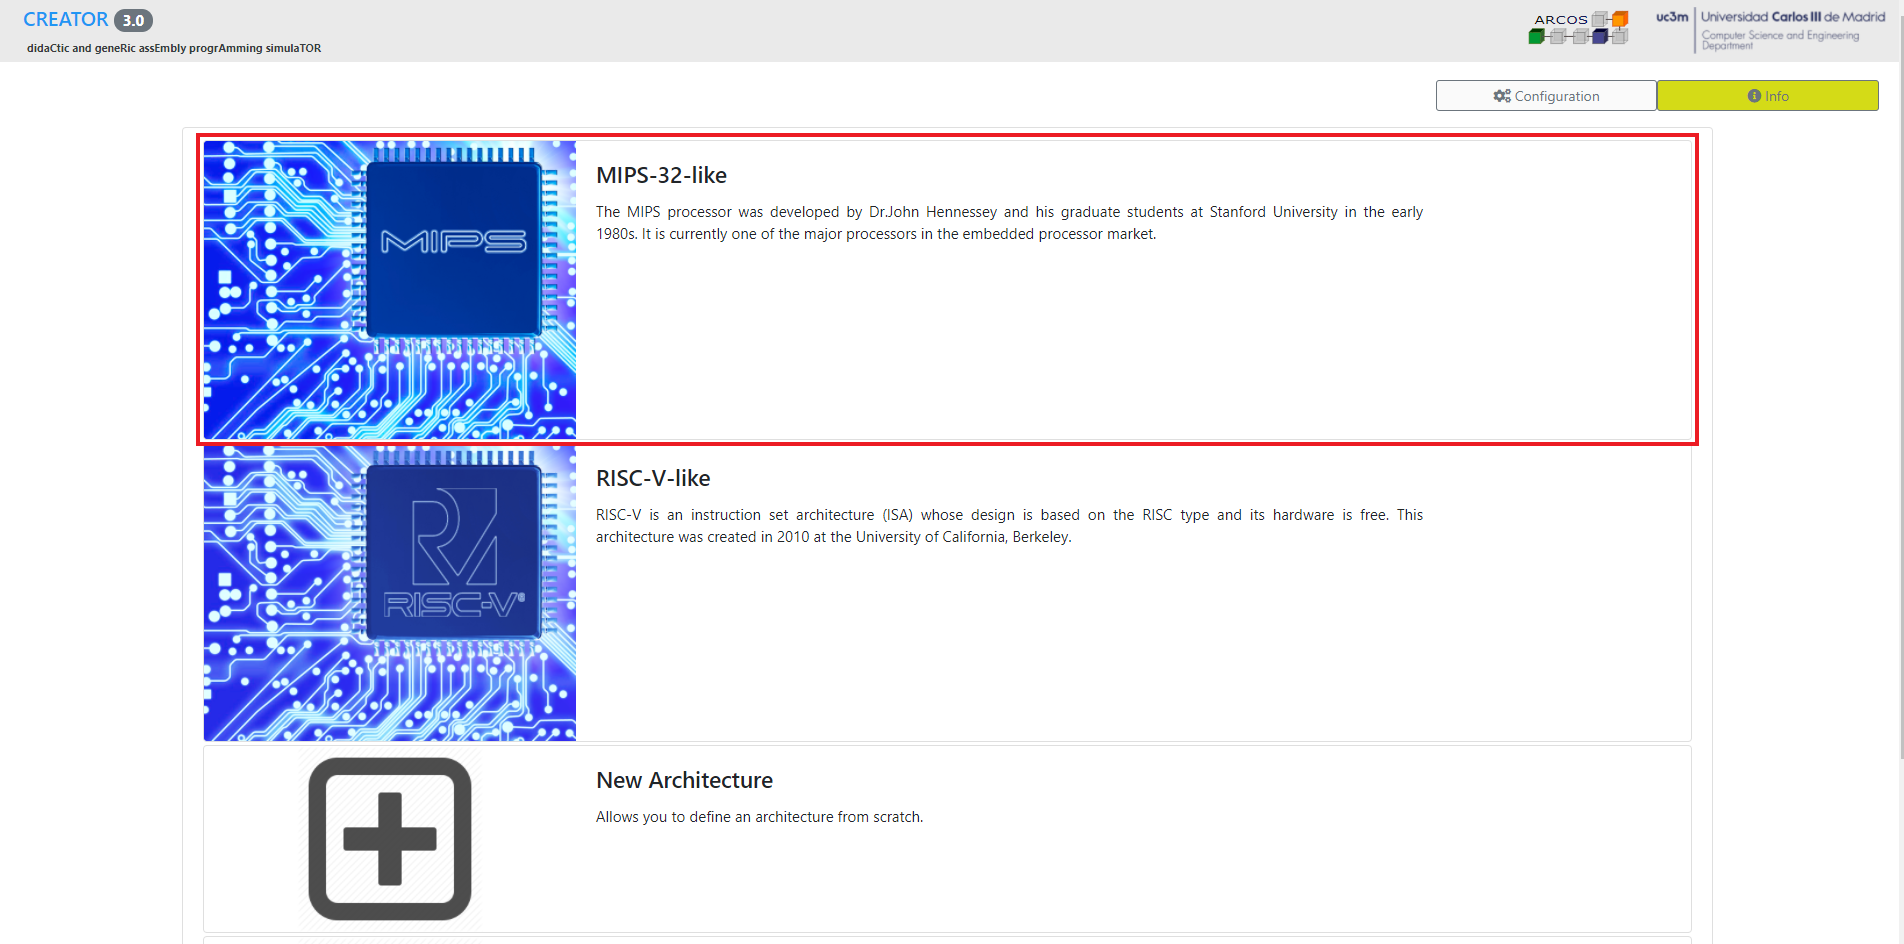 CREATOR 3.0
didaCtic and geneRic assEmbly progrAmming simulaTOR
ARCOS
uc3m Universidad Carlos III de Madrid
Computer Science and Engineering
Department
Configuration
Info
MIPS
MIPS-32-like
The MIPS processor was developed by Dr.John Hennessey and his graduate students at Stanford University in the early
1980s. It is currently one of the major processors in the embedded processor market.
RISC-V®
RISC-V-like
RISC-V is an instruction set architecture (ISA) whose design is based on the RISC type and its hardware is free. This
architecture was created in 2010 at the University of California, Berkeley.
New Architecture
Allows you to define an architecture from scratch.